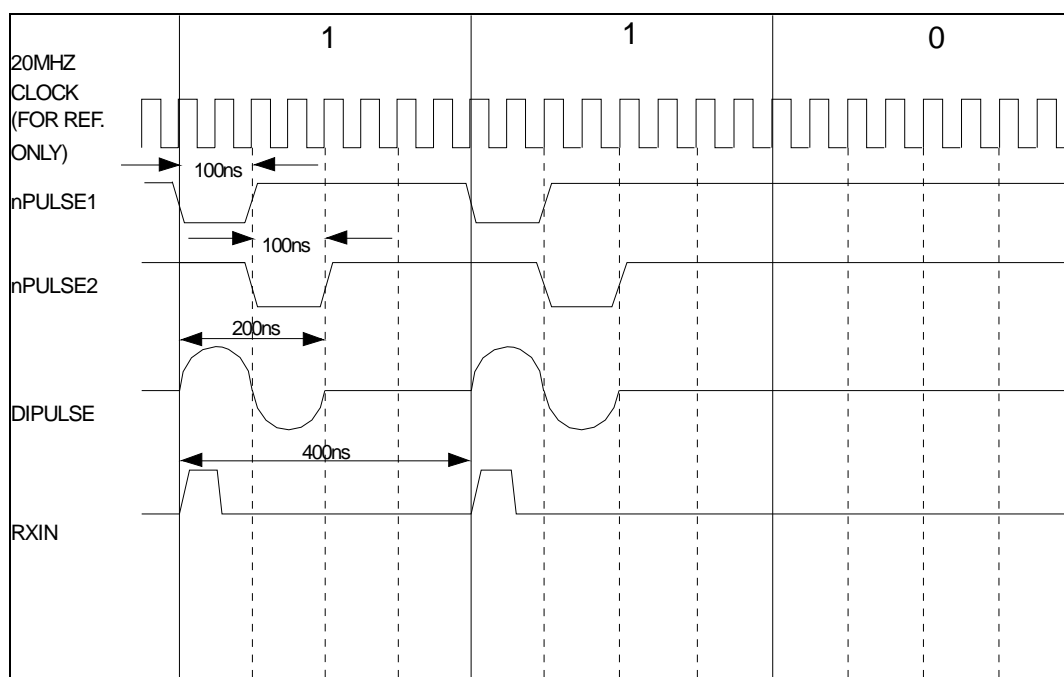 1 1 0
20MHZ
CLOCK
(FOR REF.
ONLY)
100ns
nPULSE1
100ns
nPULSE2
200ns
DIPULSE
400ns
RXIN